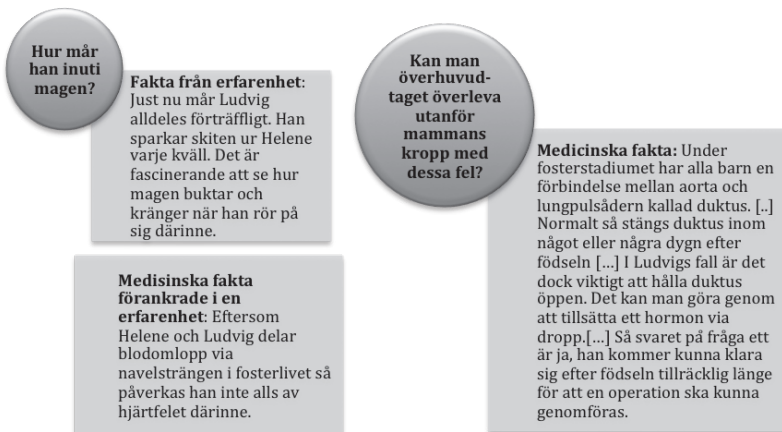 Hur mår
han inuti
magen?
Fakta från erfarenhet:
Just nu mår Ludvig
alldeles förträffligt. Han
sparkar skiten ur Helene
varje kväll. Det är
fascinerande att se hur
magen buktar och
kränger när han rör på
sig därinne.
Medisinska fakta
förankrade i en
erfarenhet: Eftersom
Helene och Ludvig delar
blodomlopp via
navelsträngen i fosterlivet så
påverkas han inte alls av
hjärtfelet därinne.
Kan man
överhuvud-
taget överleva
utanför
mammans
kropp med
dessa fel?
Medicinska fakta: Under
fosterstadiumet har alla barn en
förbindelse mellan aorta och
lungpulsådern kallad duktus. [..]
Normalt så stängs duktus inom
något eller några dygn efter
födseln [...] I Ludvigs fall är det
dock viktigt att hålla duktus
öppen. Det kan man göra genom
att tillsätta ett hormon via
dropp.[...] Så svaret på fråga ett
är ja, han kommer kunna klara
sig efter födseln tillräcklig länge
för att en operation ska kunna
genomföras.